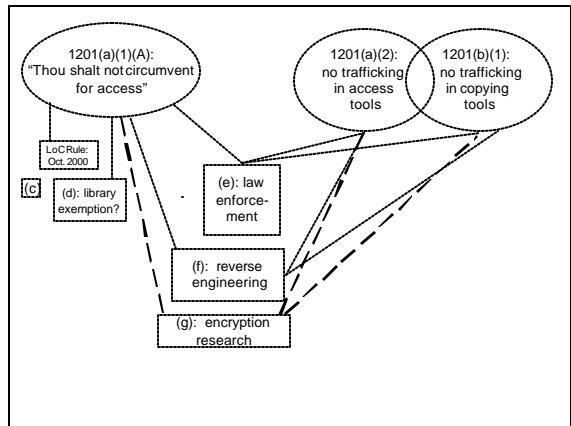 1201(a)(1)(A):
“Thou shalt not circumvent
for access”
1201(a)(2):
no trafficking
in access
tools
1201(b)(1):
no trafficking
in copying
tools
LoC Rule:
Oct. 2000
(c)
(d): library
exemption?
(e): law
enforce-
ment
(f): reverse
engineering
(g): encryption
research